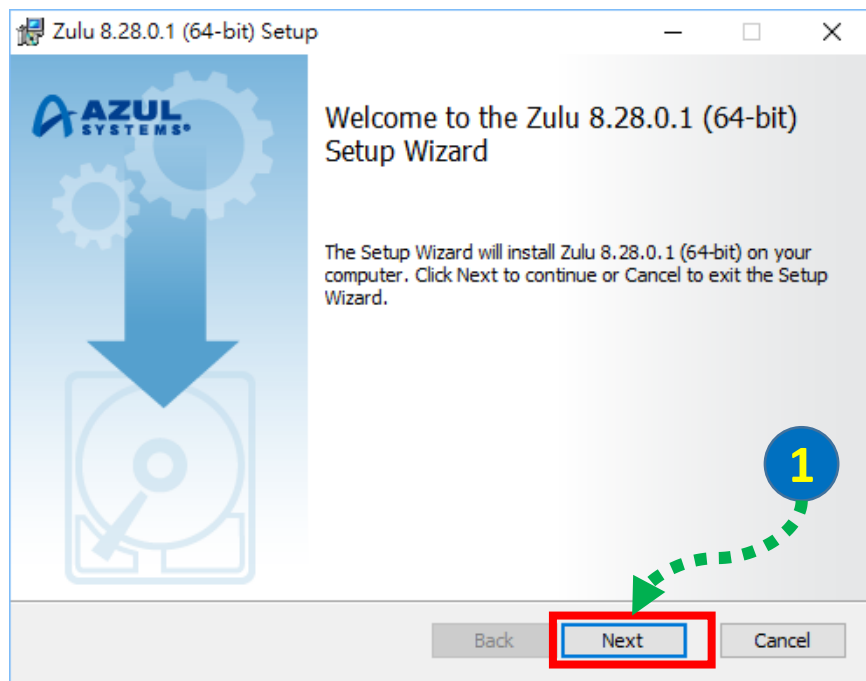 Zulu 8.28.0.1 (64-bit) Setup
AZUL
SYSTEMS®
Welcome to the Zulu 8.28.0.1 (64-bit)
Setup Wizard
The Setup Wizard will install Zulu 8.28.0.1 (64-bit) on your
computer. Click Next to continue or Cancel to exit the Setup
Wizard.
1
Back
Next
Cancel